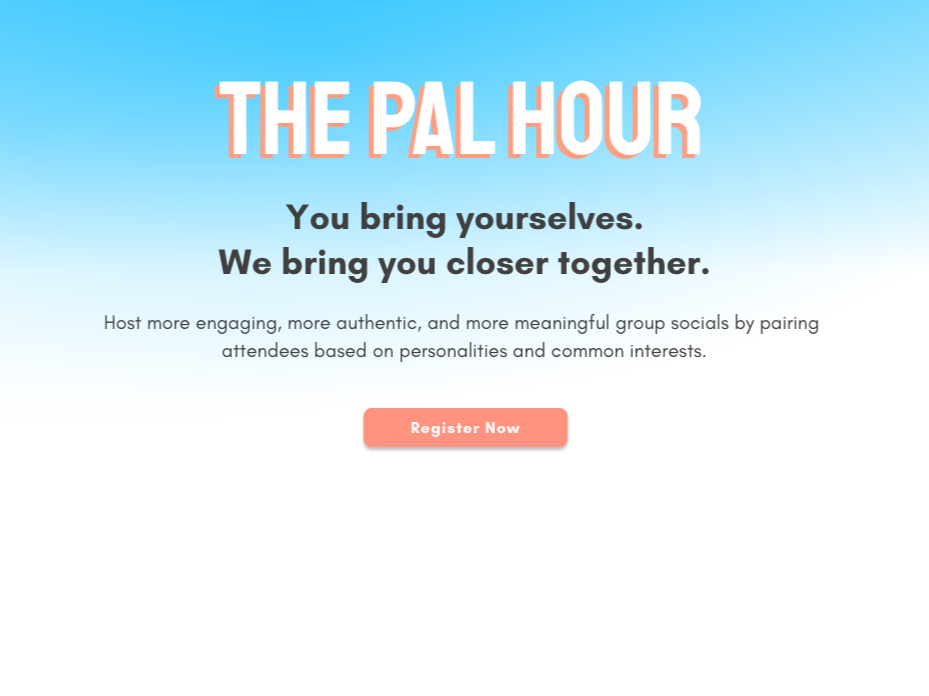 THE PAL HOUR
You bring yourselves.
We bring you closer together.
Host more engaging, more authentic, and more meaningful group socials by pairing
attendees based on personalities and common interests.
Register Now